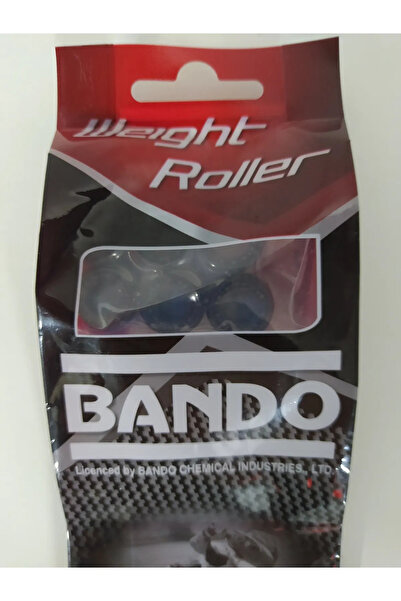 Weight
Roller
BANDO
Licenced by BANDO CHEMICAL INDUSTRIES., LTD.